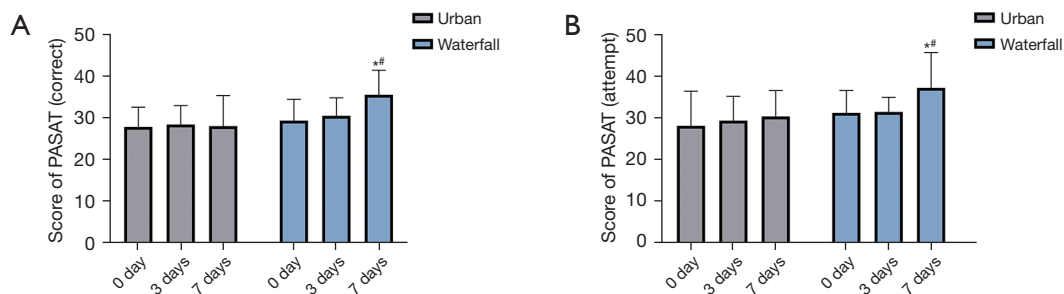 A
Score of PASAT (correct)
50
40
30
20
10
0
Urban
Waterfall
*#
0 day
3 days
7 days
0 day
3 days
7 days
B
Score of PASAT (attempt)
50
40
30
20
10
0
Urban
Waterfall
*#
0 day
3 days
7 days
0 day
3 days
7 days